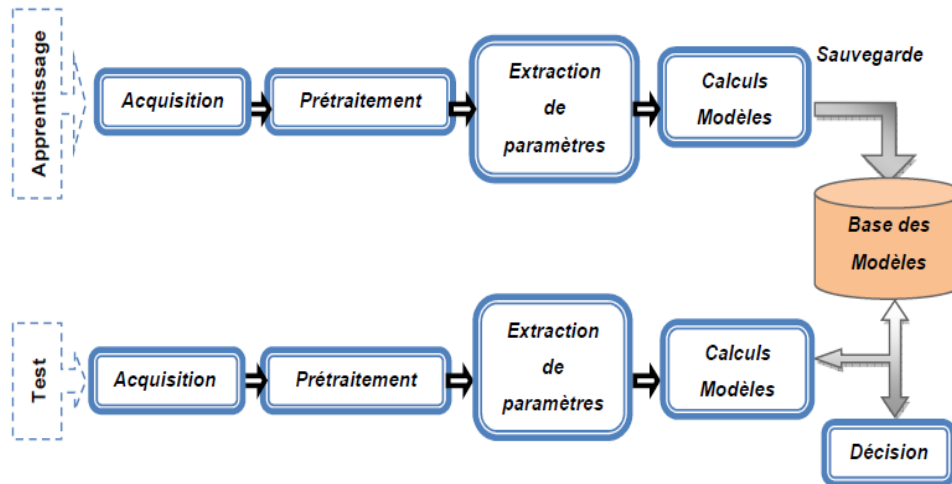 Apprentissage
Acquisition
Prétraitement
Extraction
de
paramètres
Calculs
Modèles
Sauvegarde
Base des
Modèles
Test
Acquisition
Prétraitement
Extraction
de
paramètres
Calculs
Modèles
Décision